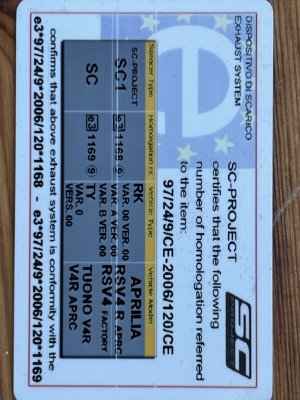 DISPOSITIVO DI SCARICO
EXHAUST SYSTEM
SC
PROJECT
SC-PROJECT
certifies that the following
number of homologation referred
to the item:
97/24/9/CE-2006/120/CE
Silencer Type
Homologation nr.
Vehicle Type
Vehicle Model
SC-PROJECT
SC1
e3 1168 9
RK
VAR. 00 VER. 00
VAR. A VER. 00
VAR. B VER. 00
APRILIA
RSV4 R APRC
RSV4 FACTORY
SC
e3 1169 9
TY
VAR. 0
VERS. 00
TUONO V4R
V4R APRC
confirms that above exhaust system is conformity with the
e3*97/24/9*2006/120*1168 - e3*97/24/9*2006/120*1169